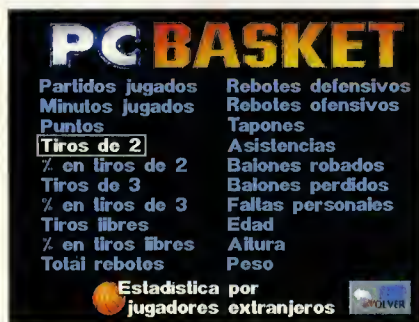 PC BASKET
Partidos jugados
Minutos jugados
Puntos
Tiros de 2
% en tiros de 2
Tiros de 3
% en tiros de 3
Tiros libres
% en tiros libres
Total rebotes
Rebotes defensivos
Rebotes ofensivos
Tapones
Asistencias
Balones robados
Balones perdidos
Faltas personales
Edad
Altura
Peso
Estadistica por
jugadores extranjeros
VOLVER